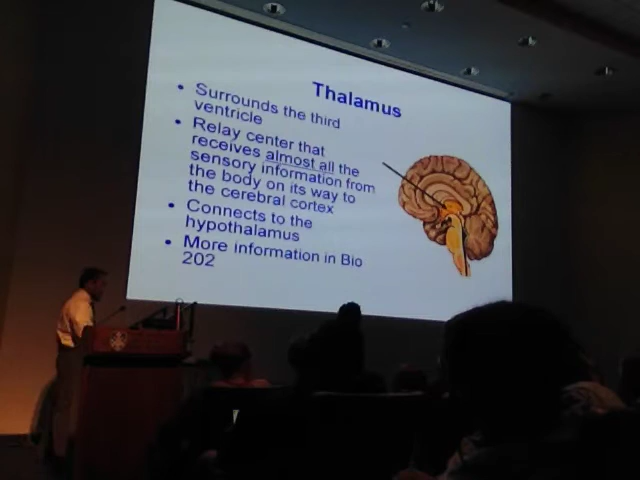 Thalamus
• Surrounds the third
ventricle
• Relay center that
receives almost all the
sensory information from
the body on its way to
the cerebral cortex
• Connects to the
hypothalamus
• More information in Bio
202